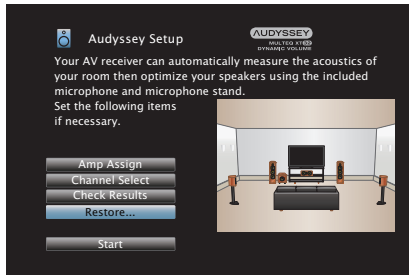 Audyssey Setup
AUDYSSEY
MULTEQ XT32
DYNAMIC VOLUME
Your AV receiver can automatically measure the acoustics of
your room then optimize your speakers using the included
microphone and microphone stand.
Set the following items
if necessary.
Amp Assign
Channel Select
Check Results
Restore...
Start